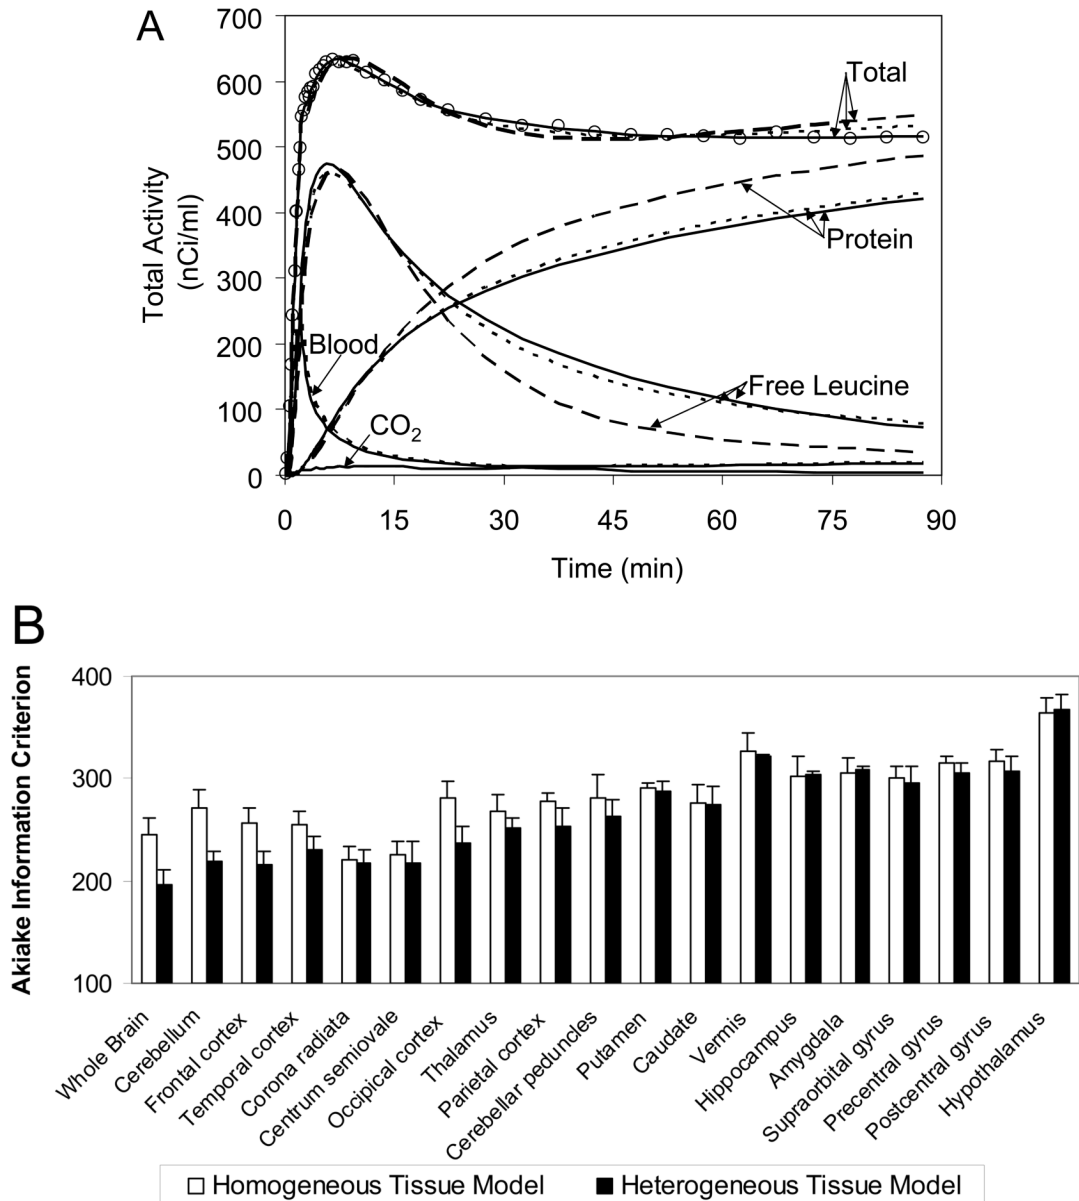 A
700
600
500
400
300
200
100
0
Total Activity
(nCi/ml)
Total
Protein
Blood
Free Leucine
CO2
0 15 30 45 60 75 90
Time (min)
B
Akiake Information Criterion
400
300
200
100
Whole Brain
Cerebellum
Frontal cortex
Temporal cortex
Corona radiata
Centrum semiovale
Occipical cortex
Thalamus
Parietal cortex
Cerebellar peduncles
Putamen
Caudate
Vermis
Hippocampus
Amygdala
Supraorbital gyrus
Precentral gyrus
Postcentral gyrus
Hypothalamus
Homogeneous Tissue Model Heterogeneous Tissue Model